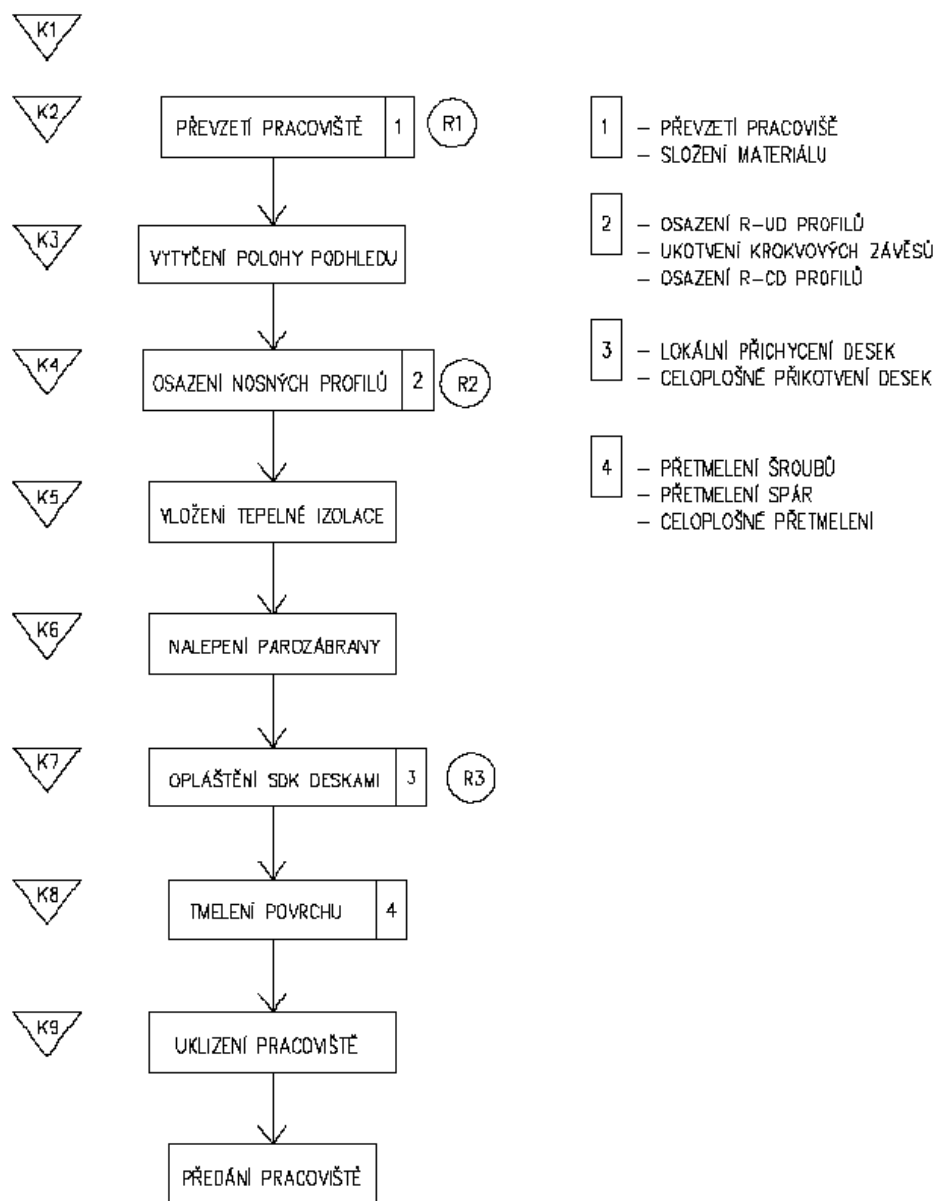 K1
K2
PŘEVZETÍ PRACOVIŠTĚ 1 R1
K3
VYTYČENÍ POLOHY PODHLEDU
K4
OSAZENÍ NOSNÝCH PROFILŮ 2 R2
K5
VLOŽENÍ TEPELNÉ IZOLACE
K6
NALEPENÍ PAROZÁBRANY
K7
OPLÁŠTĚNÍ SDK DESKAMI 3 R3
K8
TMELENÍ POVRCHU 4
K9
UKLIZENÍ PRACOVIŠTĚ
PŘEDÁNÍ PRACOVIŠTĚ
1 – PŘEVZETÍ PRACOVIŠĚ
– SLOŽENÍ MATERIÁLU
2 – OSAZENÍ R–UD PROFILŮ
– UKOTVENÍ KROKVOVÝCH ZÁVĚSŮ
– OSAZENÍ R–CD PROFILŮ
3 – LOKÁLNÍ PŘICHYCENÍ DESEK
– CELOPLOŠNÉ PŘIKOTVENÍ DESEK
4 – PŘETMELENÍ ŠROUBŮ
– PŘETMELENÍ SPÁR
– CELOPLOŠNÉ PŘETMELENÍ